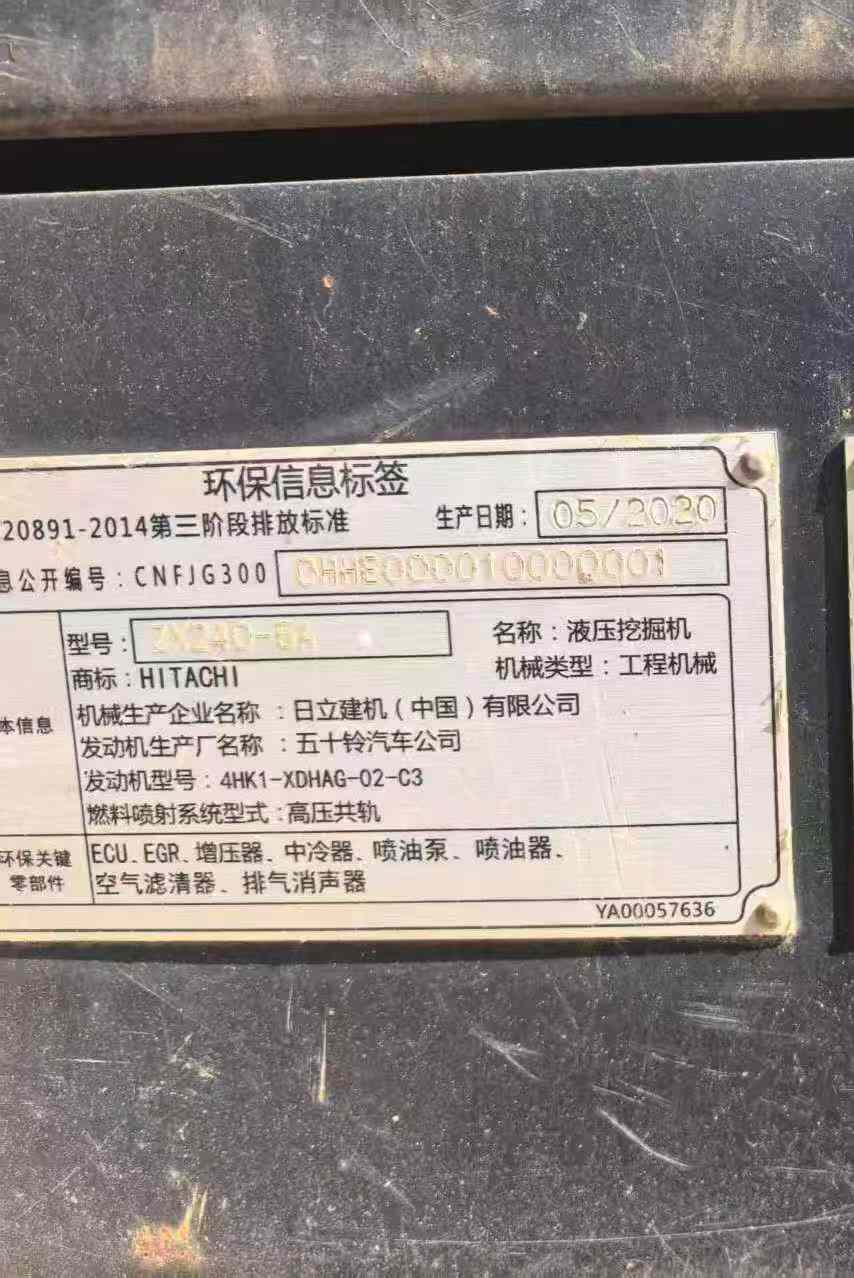 环保信息标签
20891-2014第三阶段排放标准 生产日期：05/2020
息公开编号：CNFJG300
型号：ZX240-5A 名称：液压挖掘机
商标：HITACHI 机械类型：工程机械
本信息
机械生产企业名称：日立建机（中国）有限公司
发动机生产厂名称：五十铃汽车公司
发动机型号：4HK1-XDHAG-02-C3
燃料喷射系统型式：高压共轨
环保关键零部件
ECU、EGR、增压器、中冷器、喷油泵、喷油器、
空气滤清器、排气消声器
YA00057636